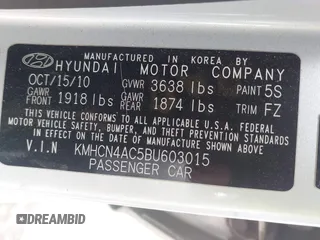 MANUFACTURED IN KOREA BY
HYUNDAI MOTOR COMPANY
OCT/15/10 GVWR 3638 lbs PAINT 5S
GAWR FRONT 1918 lbs GAWR REAR 1874 lbs TRIM FZ
THIS VEHICLE CONFORMS TO ALL APPLICABLE U.S. FEDERAL
MOTOR VEHICLE SAFETY, BUMPER, AND THEFT PREVENTION
STANDARDS IN EFFECT ON THE DATE OF
MANUFACTURE SHOWN ABOVE.
V.I.N KMHCN4AC5BU603015
PASSENGER CAR
DREAMBID